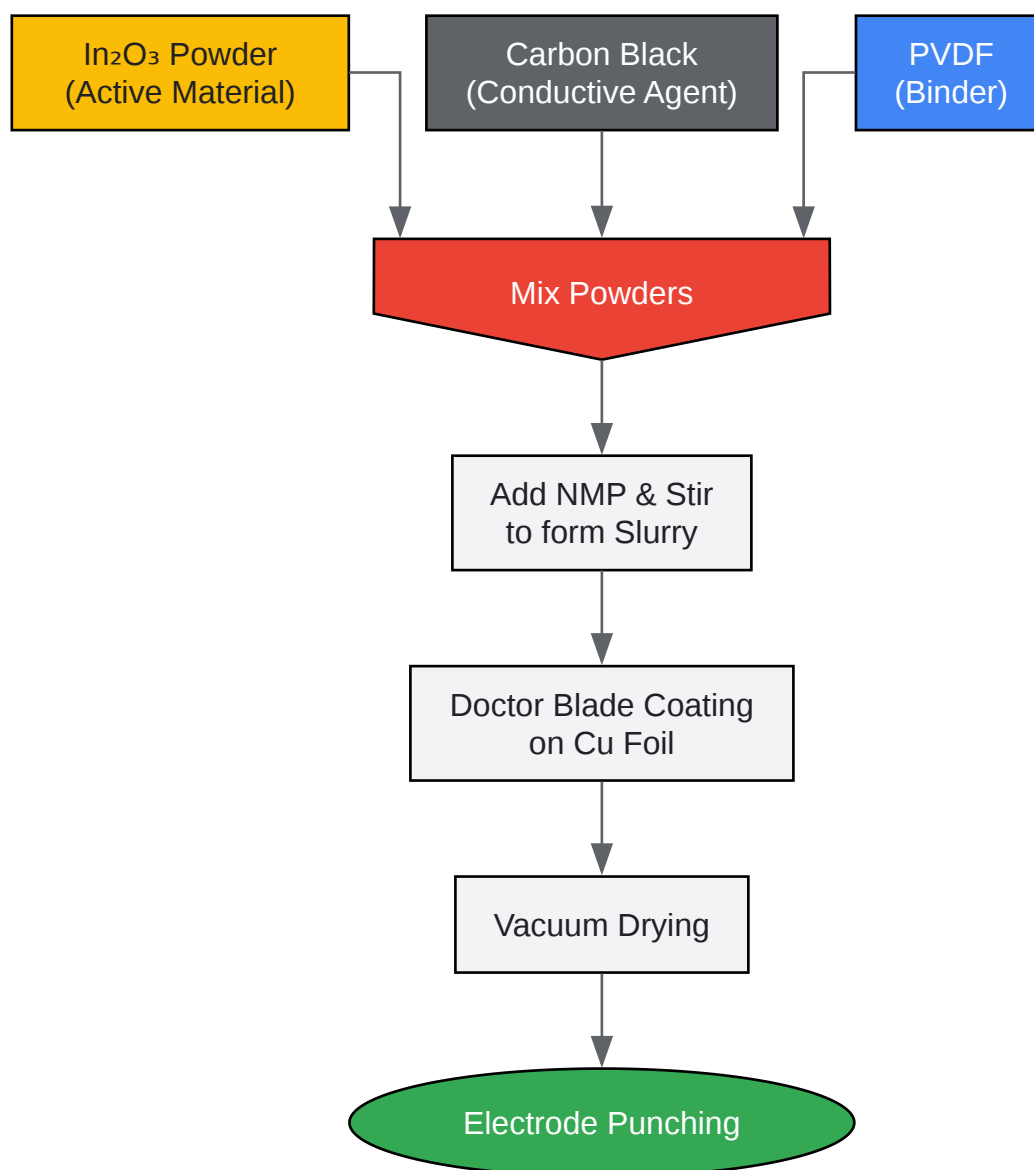 In₂O₃ Powder
(Active Material)
Carbon Black
(Conductive Agent)
PVDF
(Binder)
Mix Powders
Add NMP & Stir
to form Slurry
Doctor Blade Coating
on Cu Foil
Vacuum Drying
Electrode Punching